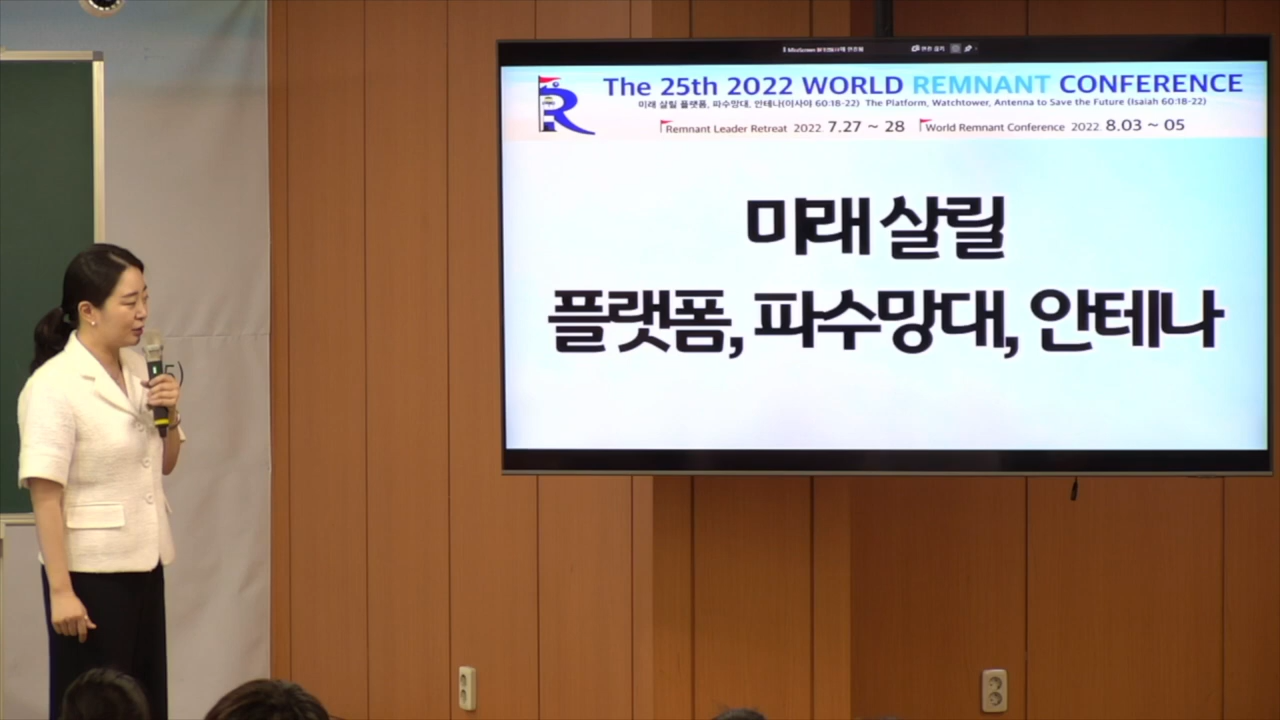 The 25th 2022 WORLD REMNANT CONFERENCE
미래 살릴 플랫폼, 파수망대, 안테나(이사야 60:18-22) The Platform, Watchtower, Antenna to Save the Future (Isaiah 60:18-22)
Remnant Leader Retreat 2022. 7.27 ~ 28 World Remnant Conference 2022. 8.03 ~ 05
미래 살릴
플랫폼, 파수망대, 안테나
5)